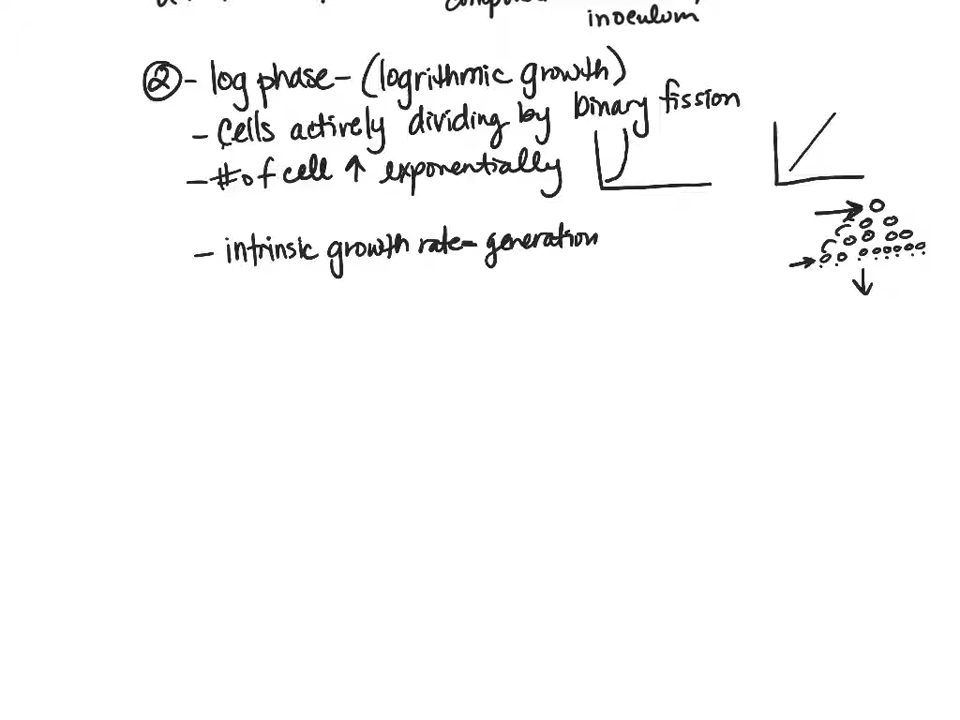 inoculum
② - log phase - (logrithmic growth)
- Cells actively dividing by binary fission
- # of cell ↑ exponentially
- intrinsic growth rate = generation